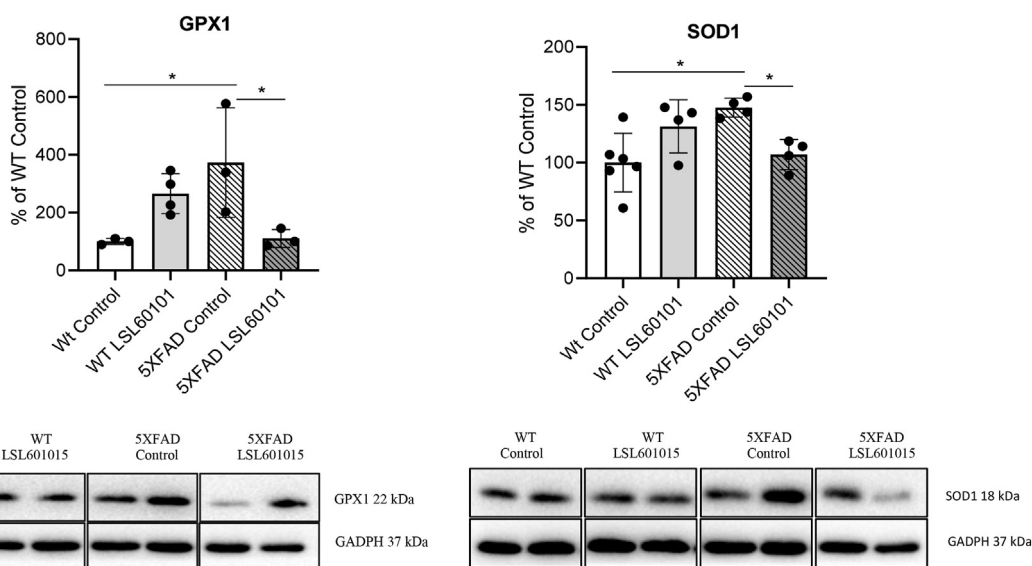 GPX1
800
600
400
200
0
% of WT Control
*
*
Wt Control
WT LSL60101
5XFAD Control
5XFAD LSL60101
SOD1
200
150
100
50
0
% of WT Control
*
*
Wt Control
WT LSL60101
5XFAD Control
5XFAD LSL60101
WT
LSL601015
5XFAD
Control
5XFAD
LSL601015
GPX1 22 kDa
GADPH 37 kDa
WT
Control
WT
LSL601015
5XFAD
Control
5XFAD
LSL601015
SOD1 18 kDa
GADPH 37 kDa